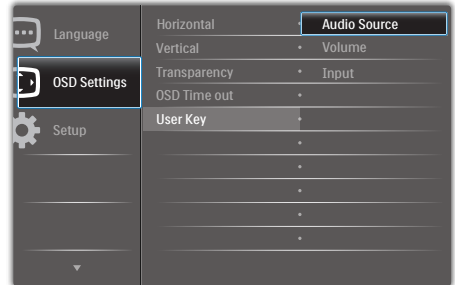 Language
OSD Settings
Setup
Horizontal
Vertical
Transparency
OSD Time out
User Key
Audio Source
Volume
Input